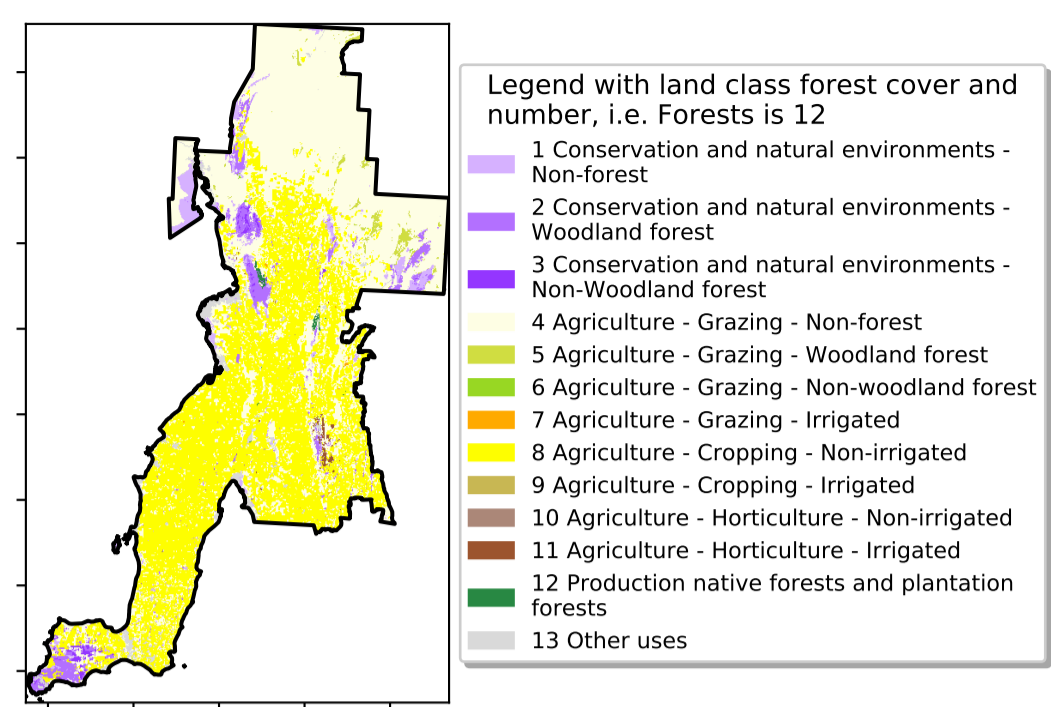 Legend with land class forest cover and
number, i.e. Forests is 12
1 Conservation and natural environments -
Non-forest
2 Conservation and natural environments -
Woodland forest
3 Conservation and natural environments -
Non-Woodland forest
4 Agriculture - Grazing - Non-forest
5 Agriculture - Grazing - Woodland forest
6 Agriculture - Grazing - Non-woodland forest
7 Agriculture - Grazing - Irrigated
8 Agriculture - Cropping - Non-irrigated
9 Agriculture - Cropping - Irrigated
10 Agriculture - Horticulture - Non-irrigated
11 Agriculture - Horticulture - Irrigated
12 Production native forests and plantation
forests
13 Other uses